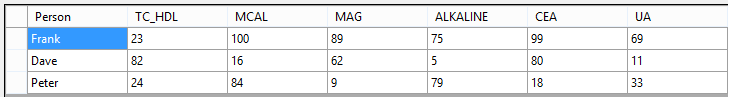 Person TC_HDL MCAL MAG ALKALINE CEA UA
Frank 23 100 89 75 99 69
Dave 82 16 62 5 80 11
Peter 24 84 9 79 18 33